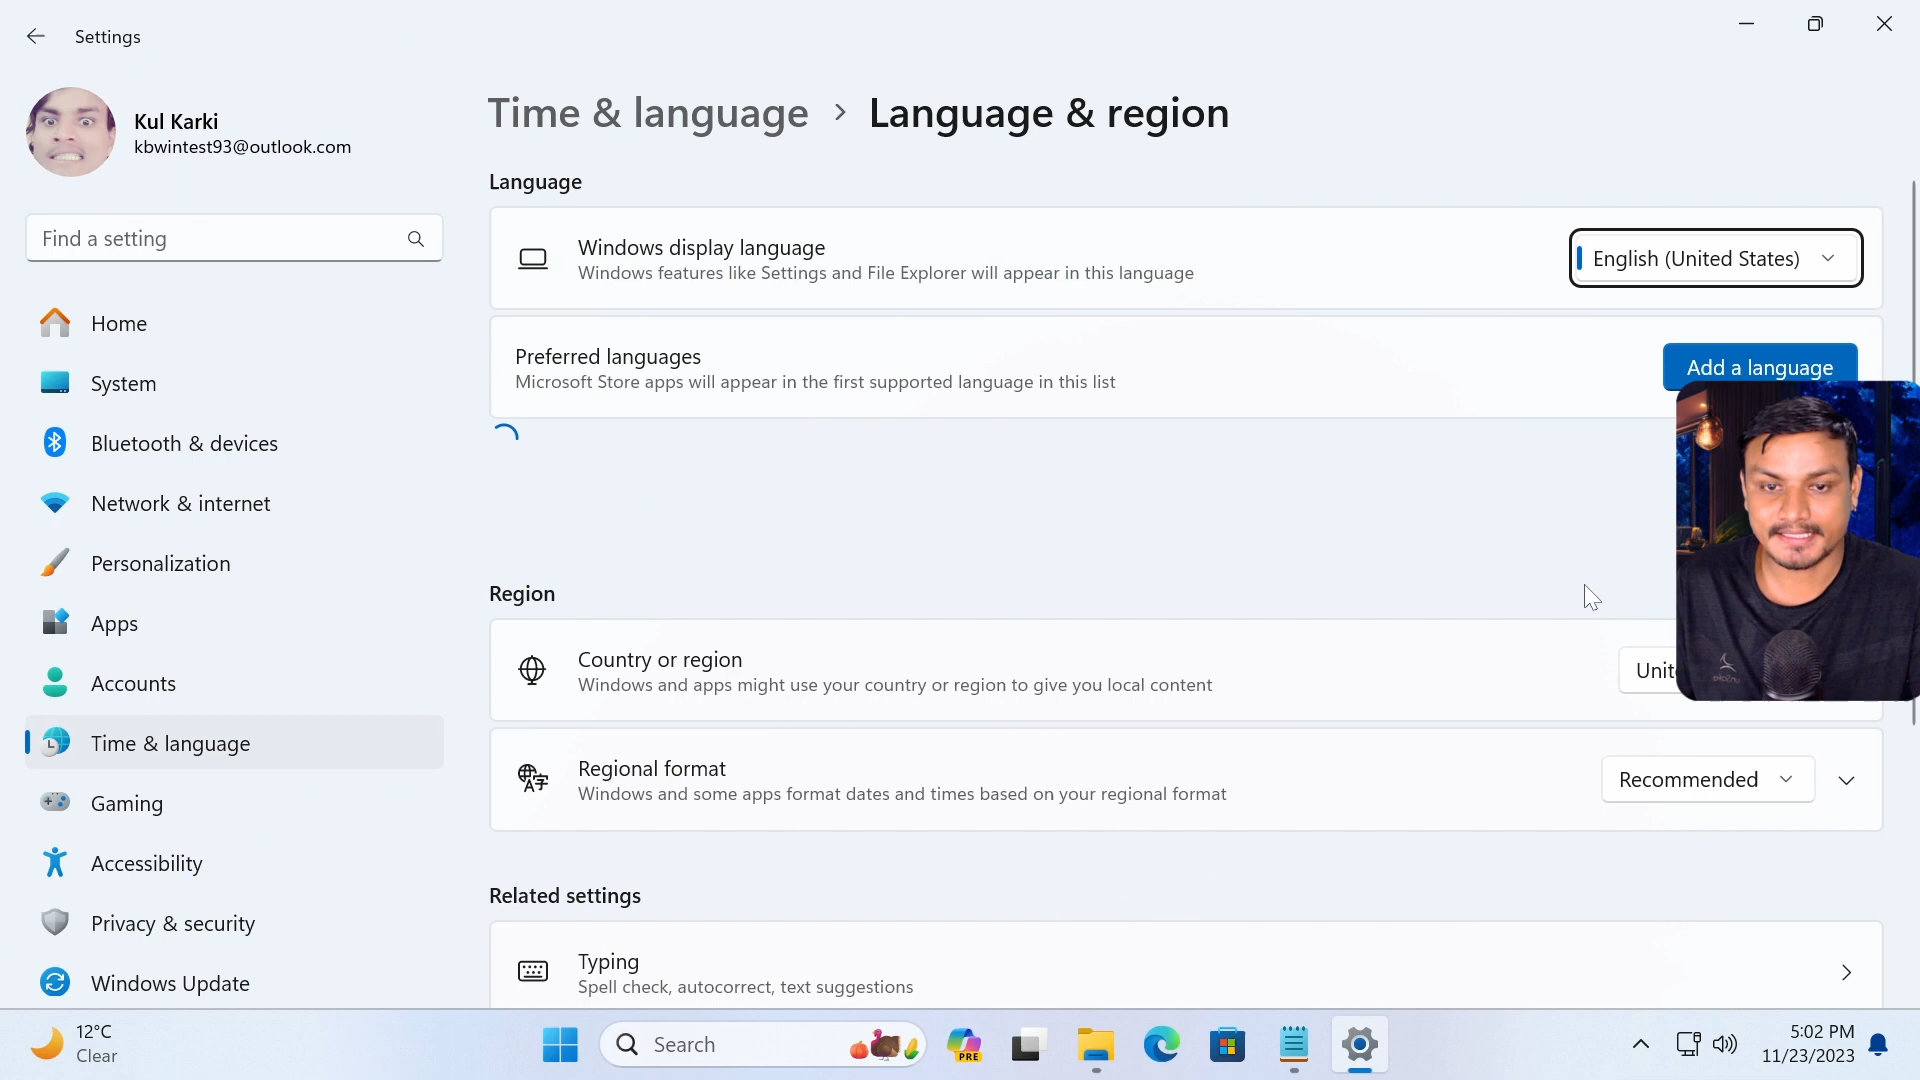 Settings
Kul Karki
kbwintest93@outlook.com
Find a setting
Home
System
Bluetooth & devices
Network & internet
Personalization
Apps
Accounts
Time & language
Gaming
Accessibility
Privacy & security
Windows Update
Time & language > Language & region
Language
Windows display language
Windows features like Settings and File Explorer will appear in this language
English (United States)
Preferred languages
Microsoft Store apps will appear in the first supported language in this list
Add a language
Region
Country or region
Windows and apps might use your country or region to give you local content
Regional format
Windows and some apps format dates and times based on your regional format
Recommended
Related settings
Typing
Spell check, autocorrect, text suggestions
12°C
Clear
Search
PRE
5:02 PM
11/23/2023